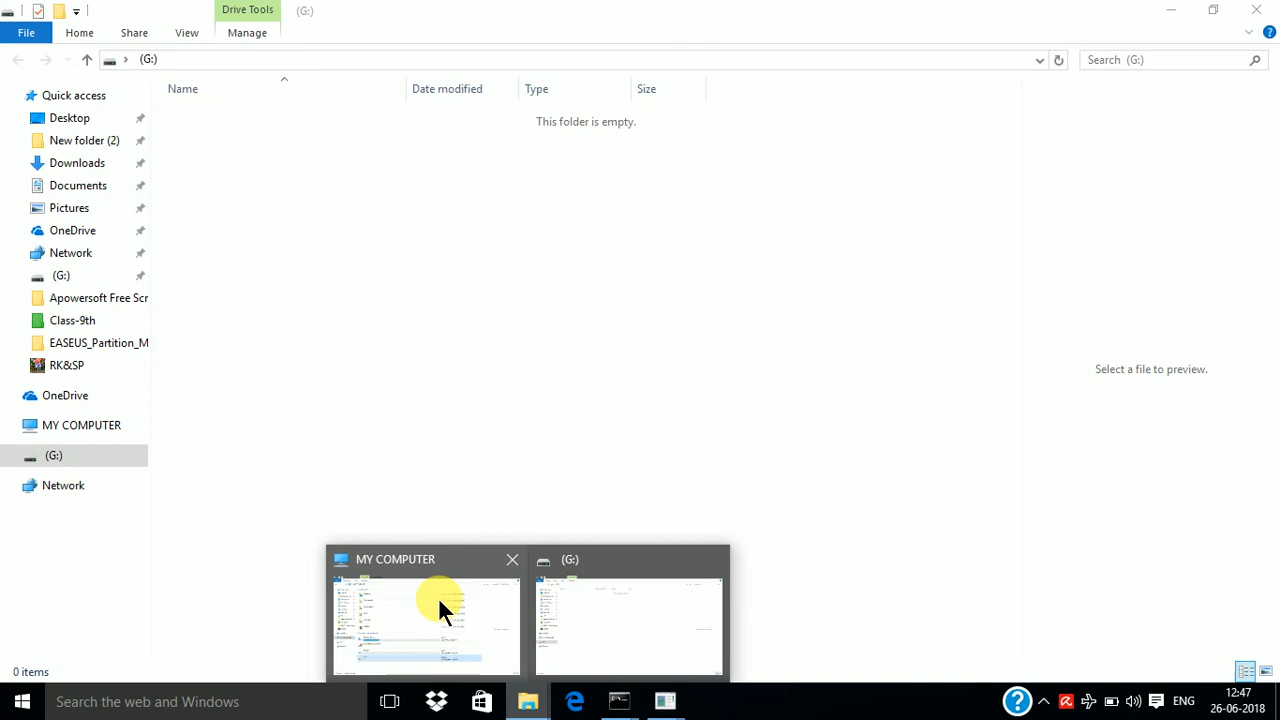 Drive Tools
(G:)
File
Home
Share
View
Manage
(G:)
Search (G:)
Name
Date modified
Type
Size
This folder is empty.
Quick access
Desktop
New folder (2)
Downloads
Documents
Pictures
OneDrive
Network
(G:)
Apowersoft Free Scr
Class-9th
EASEUS_Partition_M
RK&SP
OneDrive
MY COMPUTER
(G:)
Network
Select a file to preview.
MY COMPUTER
(G:)
0 items
Search the web and Windows
ENG
12:47
26-06-2018